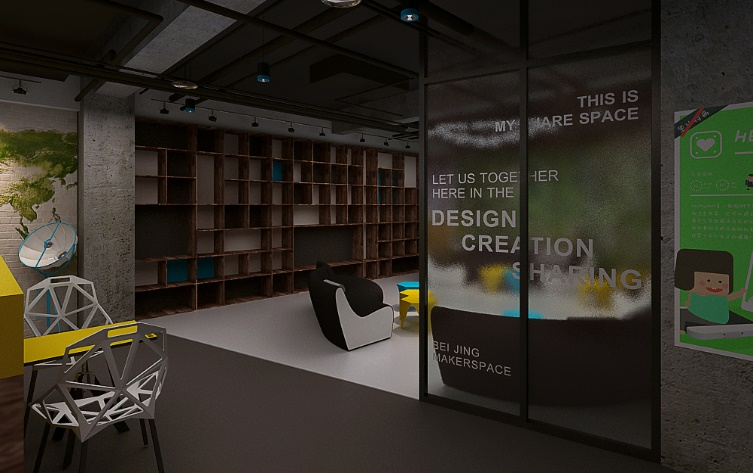 THIS IS
MY SHARE SPACE
LET US TOGETHER
HERE IN THE
DESIGN
CREATION
SHARING
BEI JING
MAKERSPACE